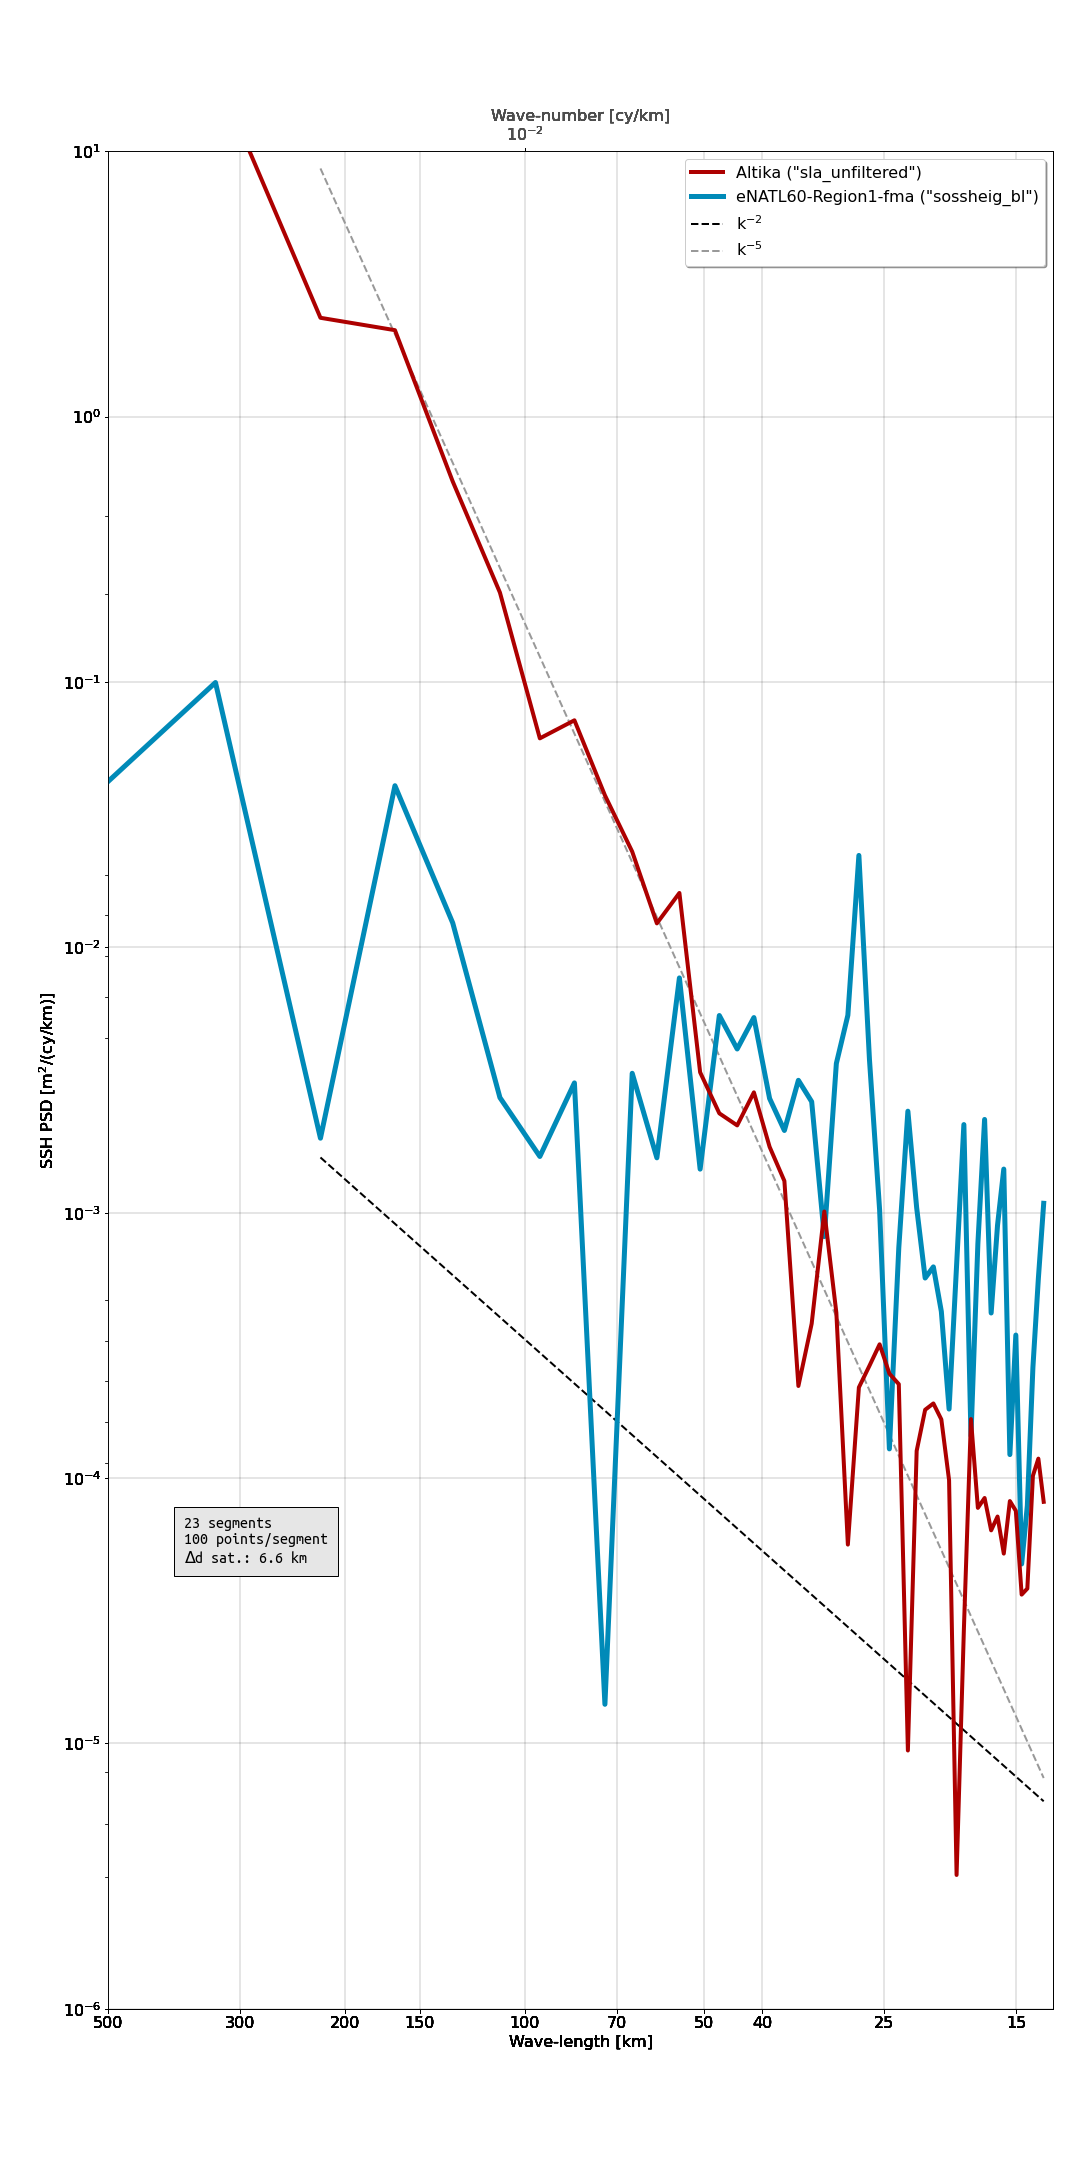 Wave-number [cy/km]
10⁻²
Altika ("sla_unfiltered")
eNATL60-Region1-fma ("sossheig_bl")
k⁻²
k⁻⁵
10¹
10⁰
10⁻¹
10⁻²
10⁻³
10⁻⁴
10⁻⁵
10⁻⁶
SSH PSD [m²/(cy/km)]
23 segments
100 points/segment
Δd sat.: 6.6 km
500 300 200 150 100 70 50 40 25 15
Wave-length [km]